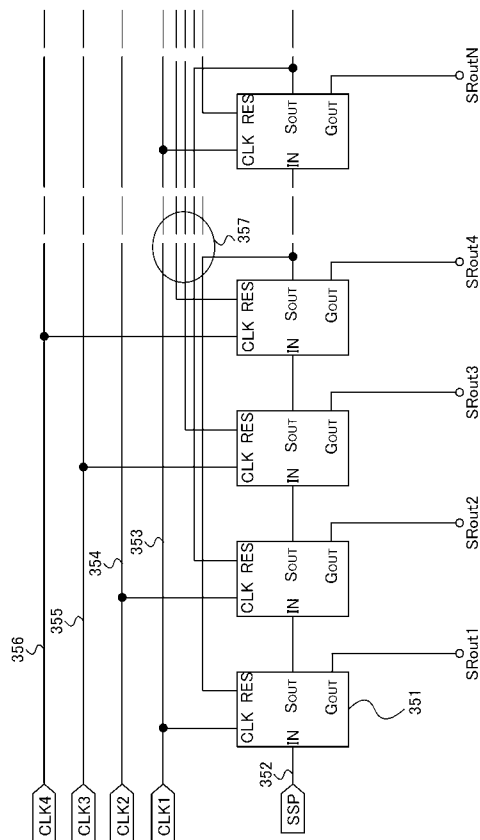 CLK4
CLK3
CLK2
CLK1
SSP
356
355
354
353
352
351
357
CLK RES
IN SOUT
GOUT
SRout1
CLK RES
IN SOUT
GOUT
SRout2
CLK RES
IN SOUT
GOUT
SRout3
CLK RES
IN SOUT
GOUT
SRout4
CLK RES
IN SOUT
GOUT
SRoutN